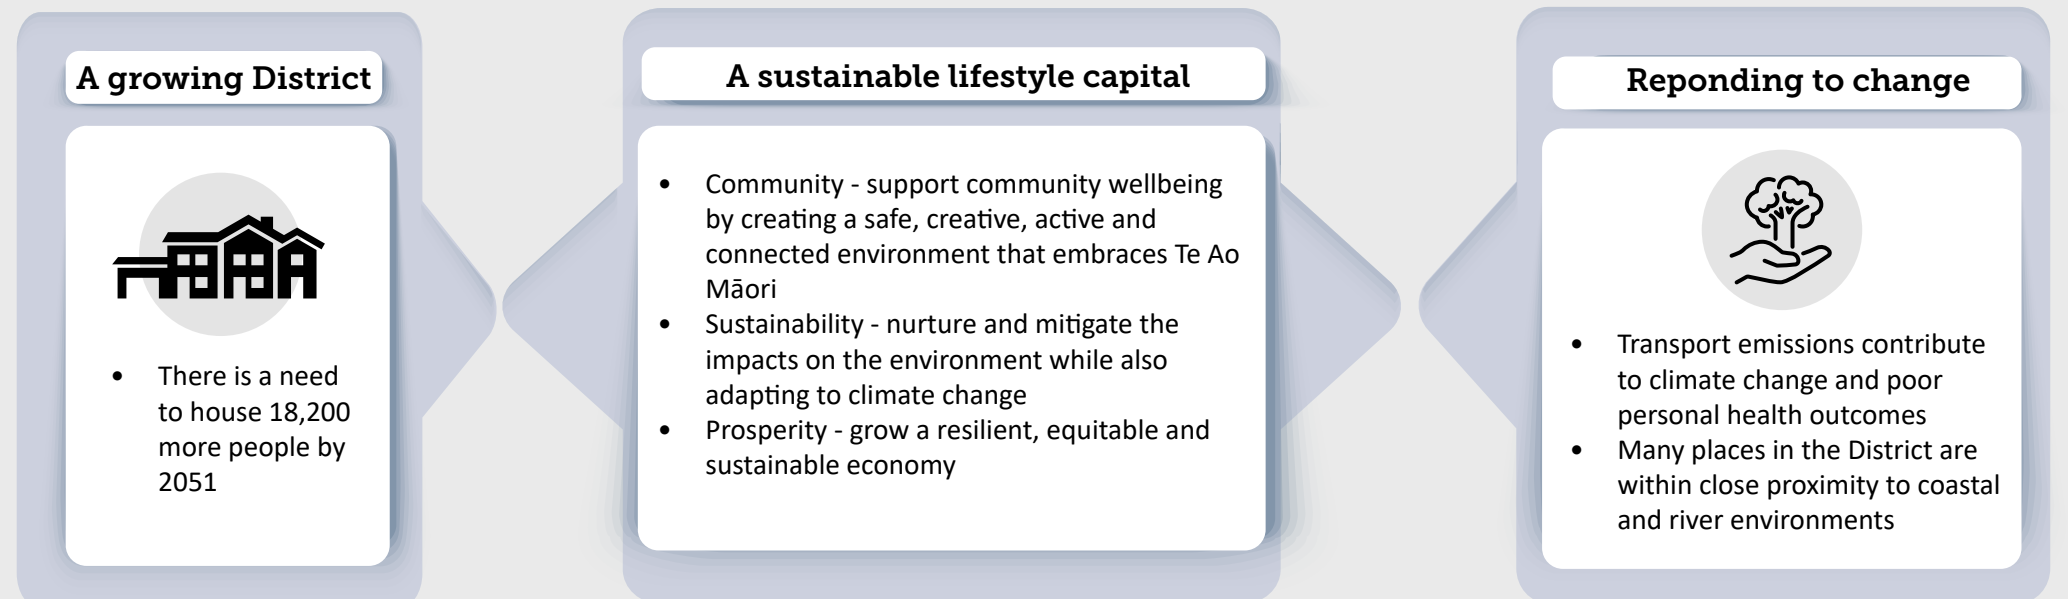 A growing District
• There is a need
to house 18,200
more people by
2051
A sustainable lifestyle capital
• Community - support community wellbeing
by creating a safe, creative, active and
connected environment that embraces Te Ao
Māori
• Sustainability - nurture and mitigate the
impacts on the environment while also
adapting to climate change
• Prosperity - grow a resilient, equitable and
sustainable economy
Reponding to change
• Transport emissions contribute
to climate change and poor
personal health outcomes
• Many places in the District are
within close proximity to coastal
and river environments